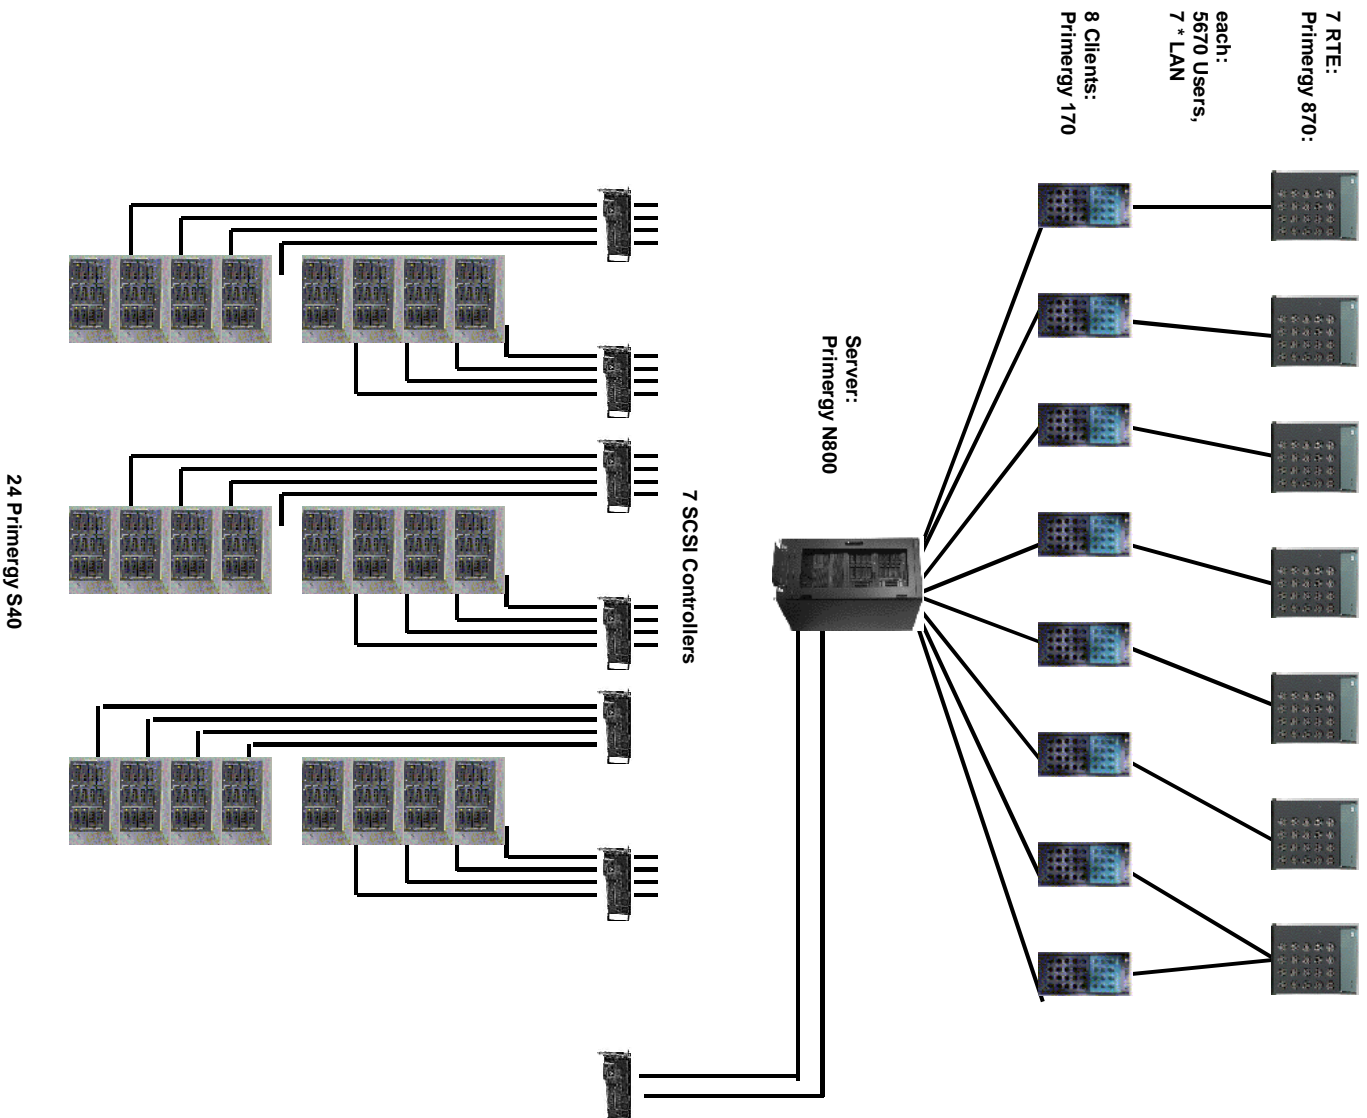 7 RTE:
Primergy 870:
each:
5670 Users,
7 * LAN
8 Clients:
Primergy 170
Server:
Primergy N800
7 SCSI Controllers
24 Primergy S40